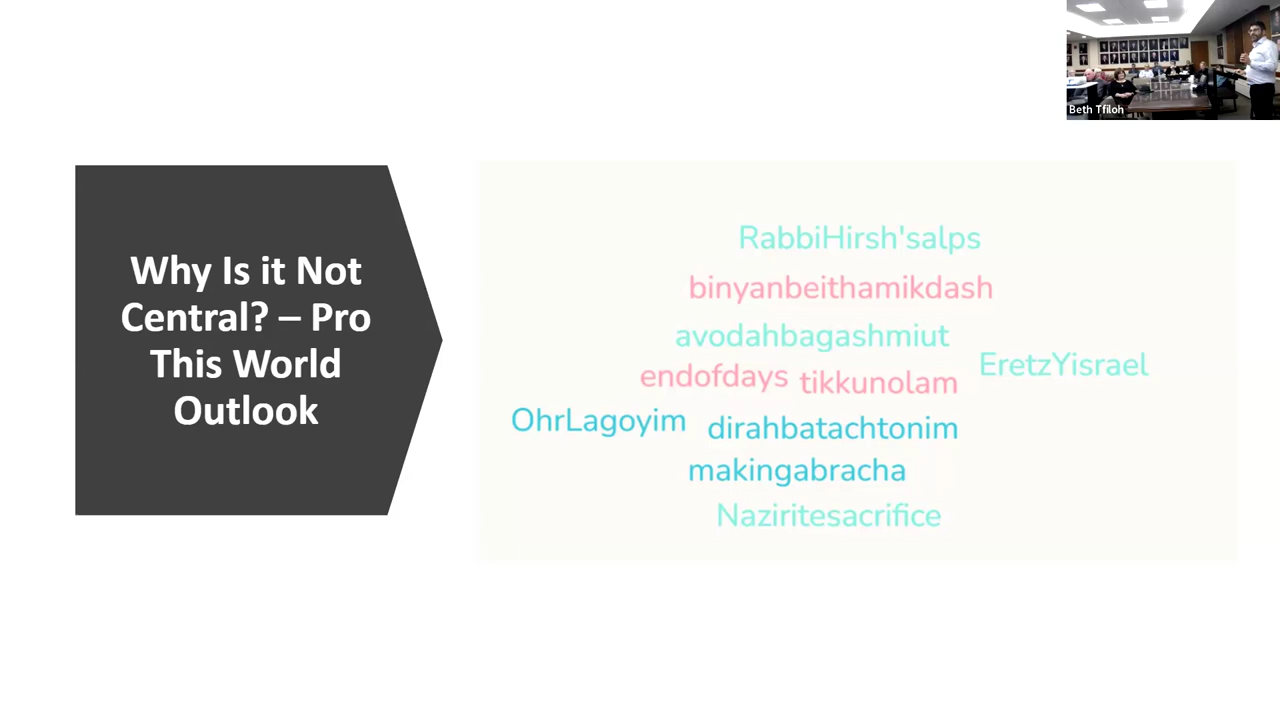 Beth Tfiloh
Why Is it Not
Central? – Pro
This World
Outlook
RabbiHirsh'salps
binyanbeithamikdash
avodahbagashmiut
EretzYisrael
endofdays tikkunolam
OhrLagoyim dirahbatachtonim
makingabracha
Naziritesacrifice